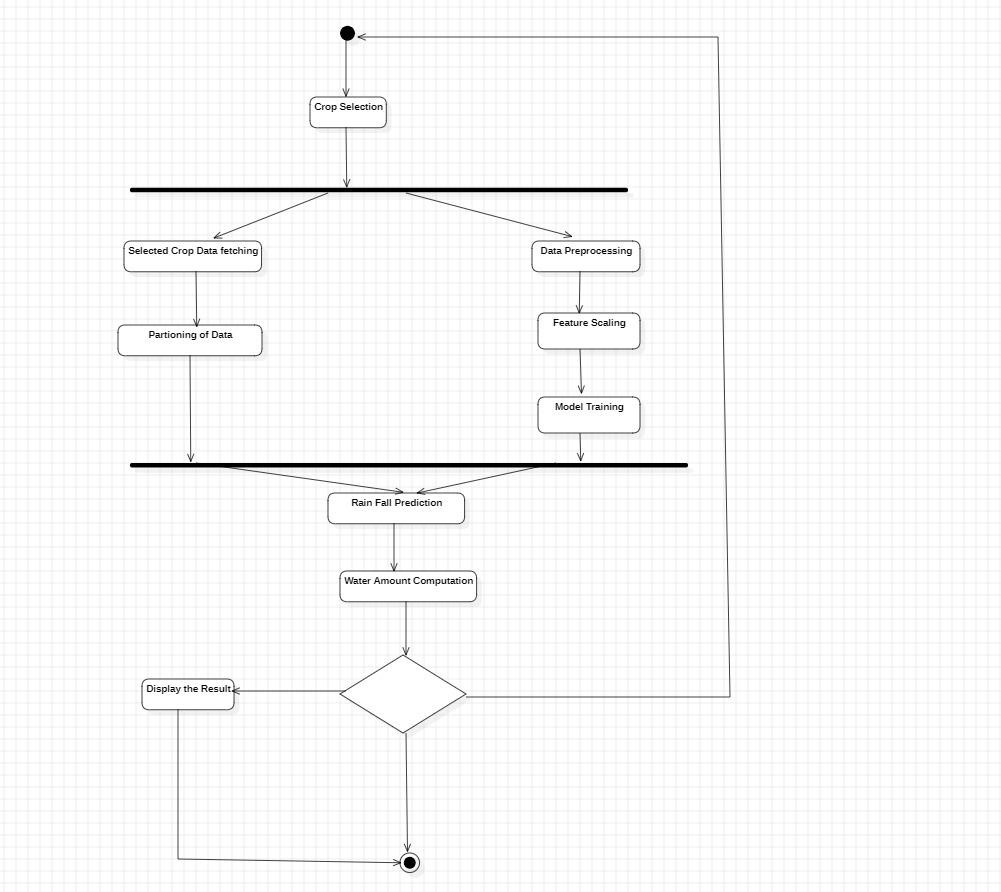 Crop Selection
Selected Crop Data fetching
Data Preprocessing
Partioning of Data
Feature Scaling
Model Training
Rain Fall Prediction
Water Amount Computation
Display the Result